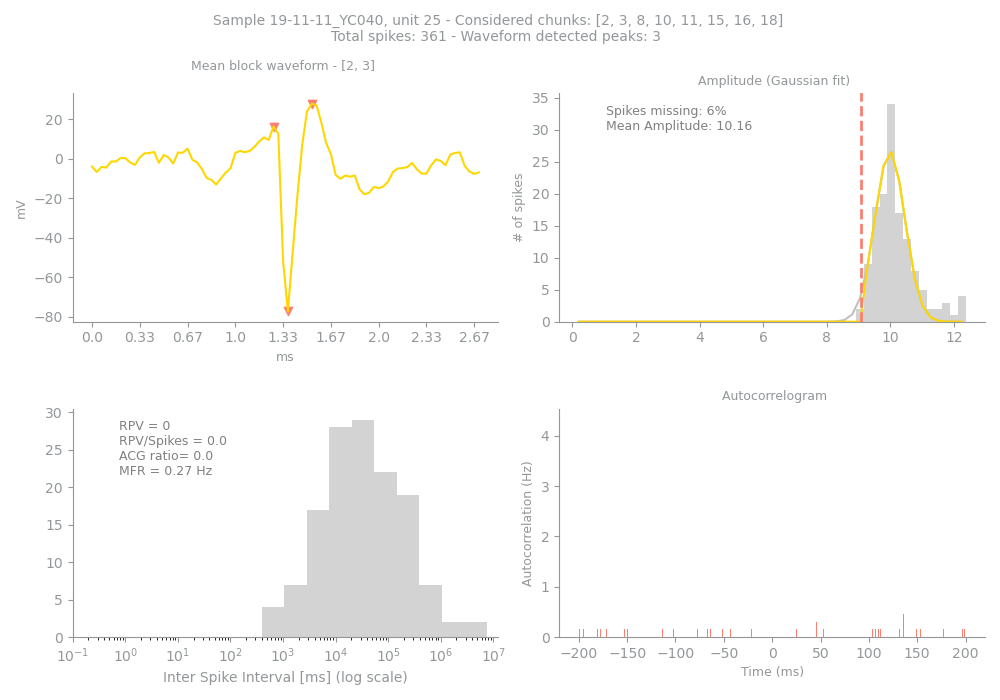 Sample 19-11-11_YC040, unit 25 - Considered chunks: [2, 3, 8, 10, 11, 15, 16, 18]
Total spikes: 361 - Waveform detected peaks: 3
Mean block waveform - [2, 3]
20
0
−20
−40
−60
−80
mV
0.0 0.33 0.67 1.0 1.33 1.67 2.0 2.33 2.67
ms
Amplitude (Gaussian fit)
Spikes missing: 6%
Mean Amplitude: 10.16
35
30
25
20
15
10
5
0
# of spikes
0 2 4 6 8 10 12
RPV = 0
RPV/Spikes = 0.0
ACG ratio= 0.0
MFR = 0.27 Hz
30
25
20
15
10
5
0
10⁻¹ 10⁰ 10¹ 10² 10³ 10⁴ 10⁵ 10⁶ 10⁷
Inter Spike Interval [ms] (log scale)
Autocorrelogram
4
3
2
1
0
Autocorrelation (Hz)
−200 −150 −100 −50 0 50 100 150 200
Time (ms)